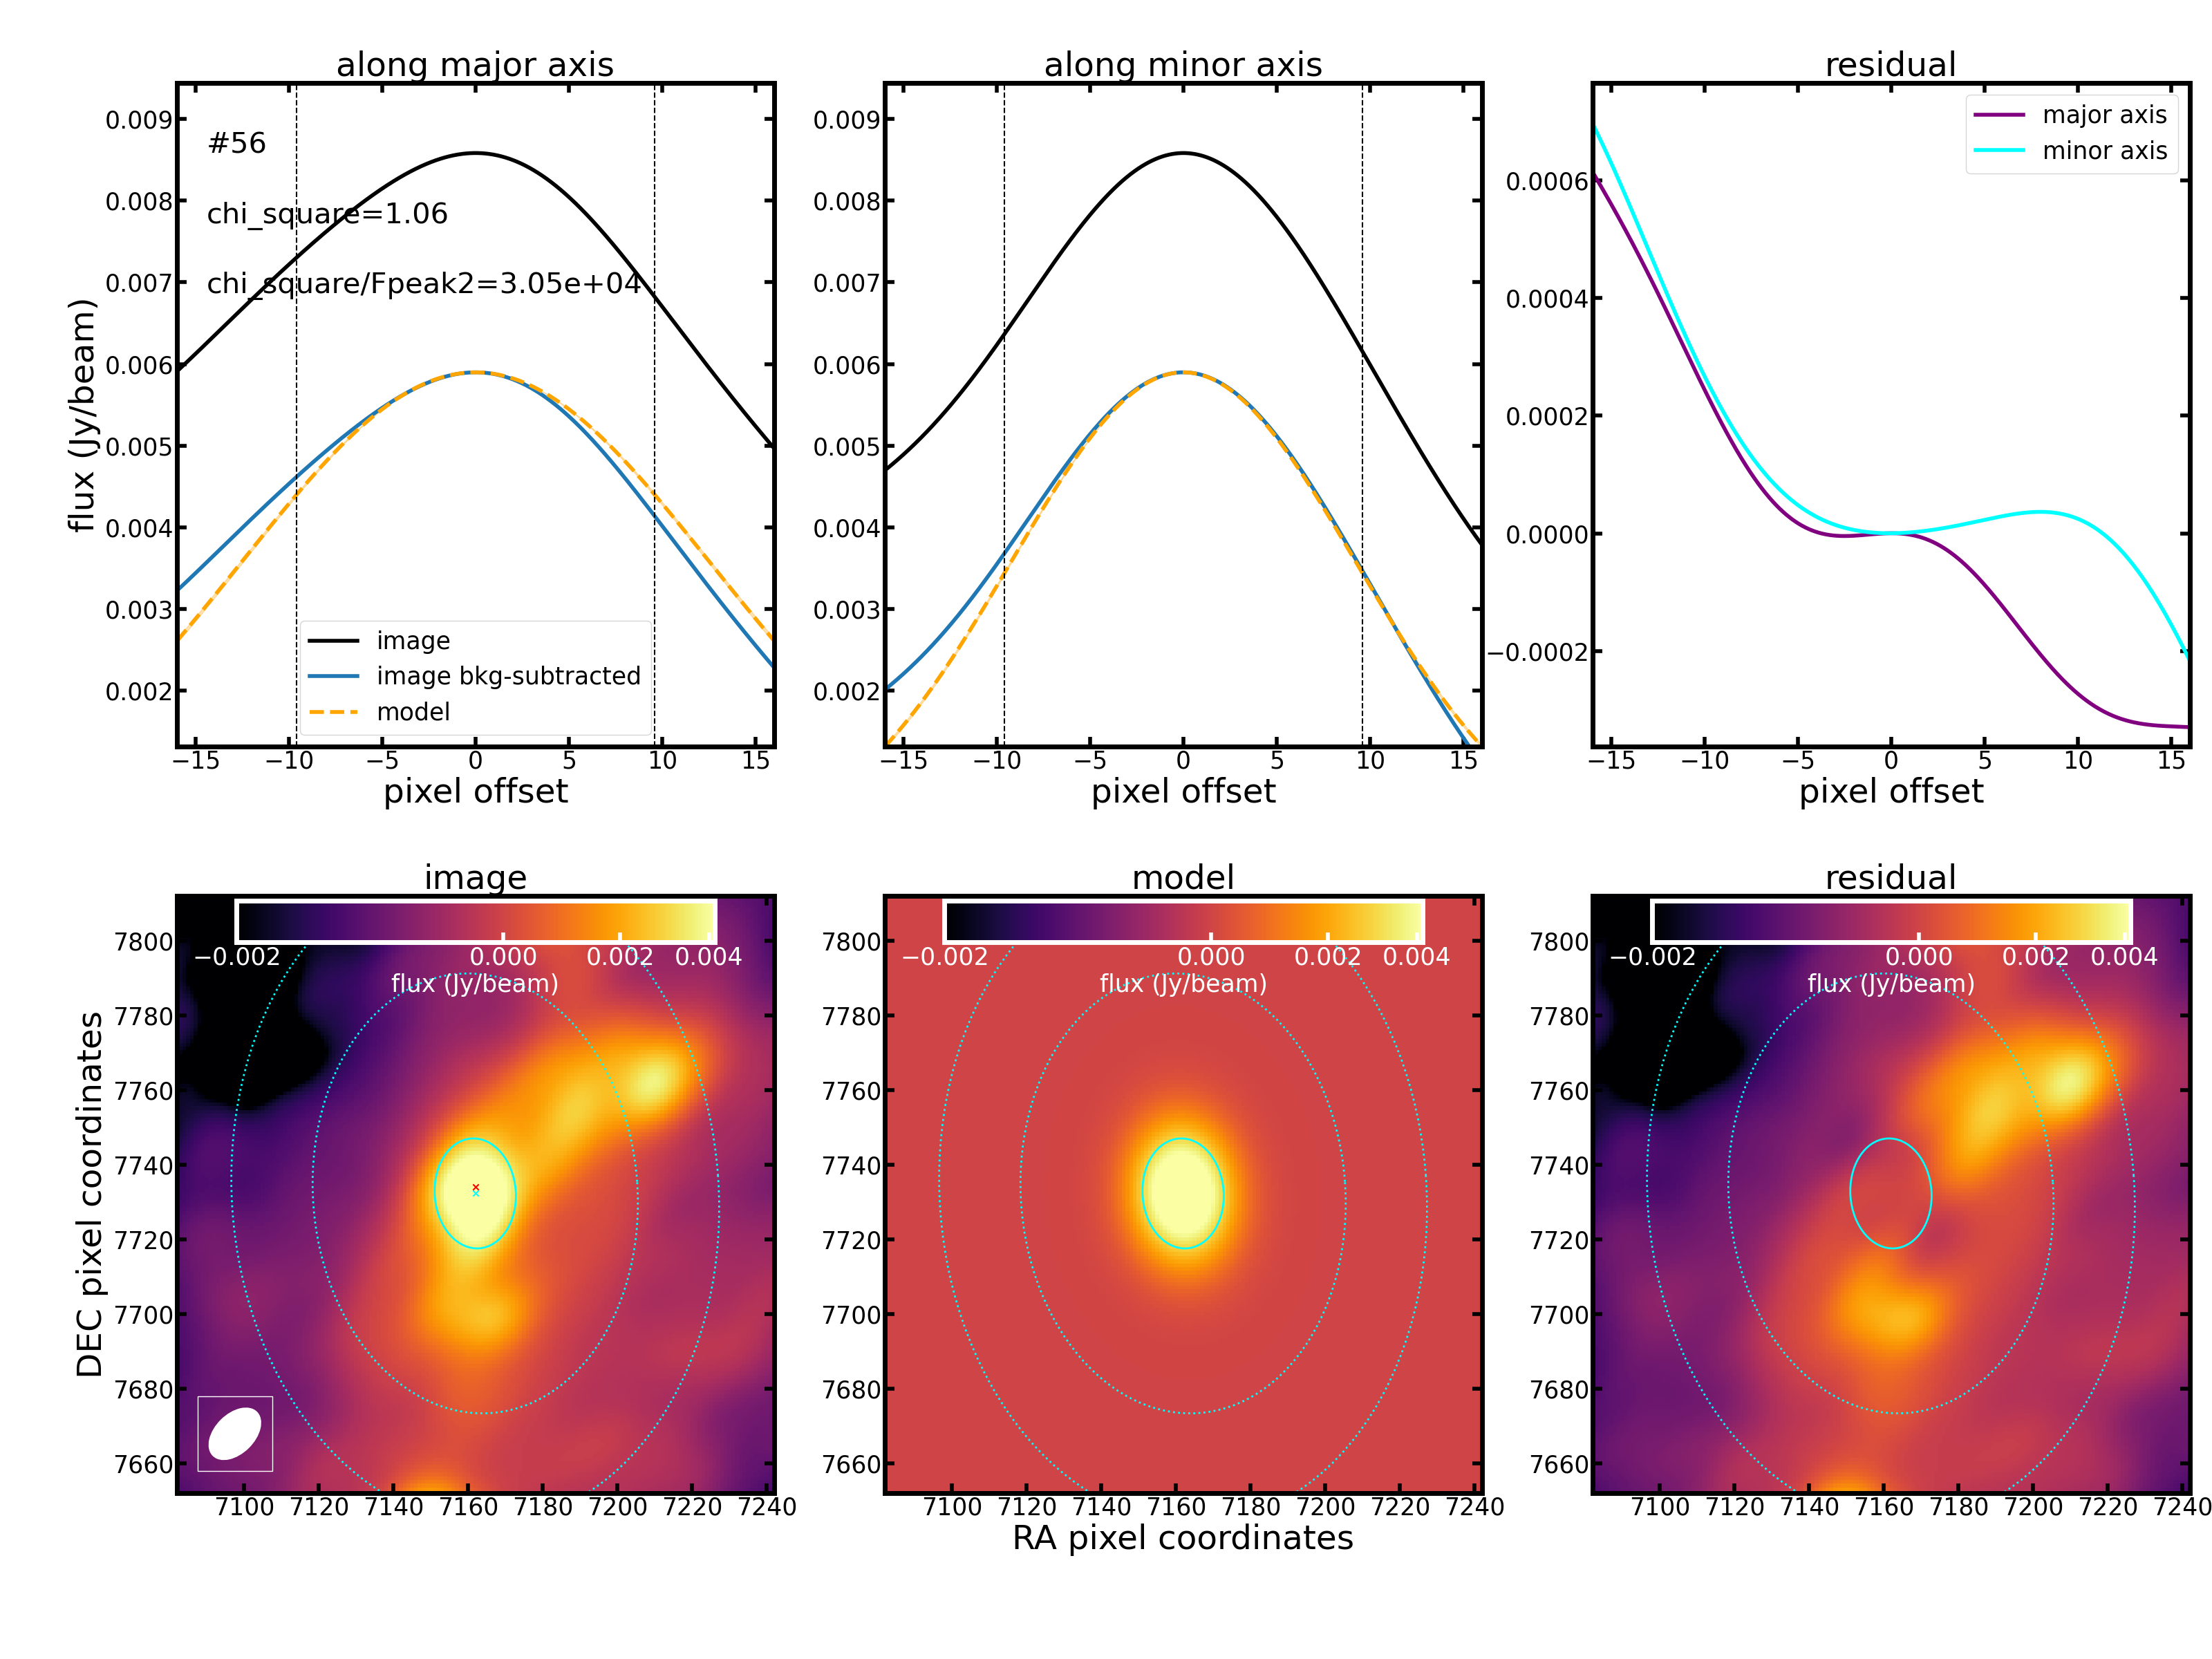 along major axis
along minor axis
residual
#56
chi_square=1.06
chi_square/Fpeak2=3.05e+04
flux (Jy/beam)
0.009
0.008
0.007
0.006
0.005
0.004
0.003
0.002
image
image bkg-subtracted
model
−15 −10 −5 0 5 10 15
pixel offset
0.009
0.008
0.007
0.006
0.005
0.004
0.003
0.002
−15 −10 −5 0 5 10 15
pixel offset
major axis
minor axis
0.0006
0.0004
0.0002
0.0000
−0.0002
−15 −10 −5 0 5 10 15
pixel offset
image
model
residual
−0.002 0.000 0.002 0.004
flux (Jy/beam)
DEC pixel coordinates
7800
7780
7760
7740
7720
7700
7680
7660
7100 7120 7140 7160 7180 7200 7220 7240
−0.002 0.000 0.002 0.004
flux (Jy/beam)
7800
7780
7760
7740
7720
7700
7680
7660
7100 7120 7140 7160 7180 7200 7220 7240
RA pixel coordinates
−0.002 0.000 0.002 0.004
flux (Jy/beam)
7800
7780
7760
7740
7720
7700
7680
7660
7100 7120 7140 7160 7180 7200 7220 7240